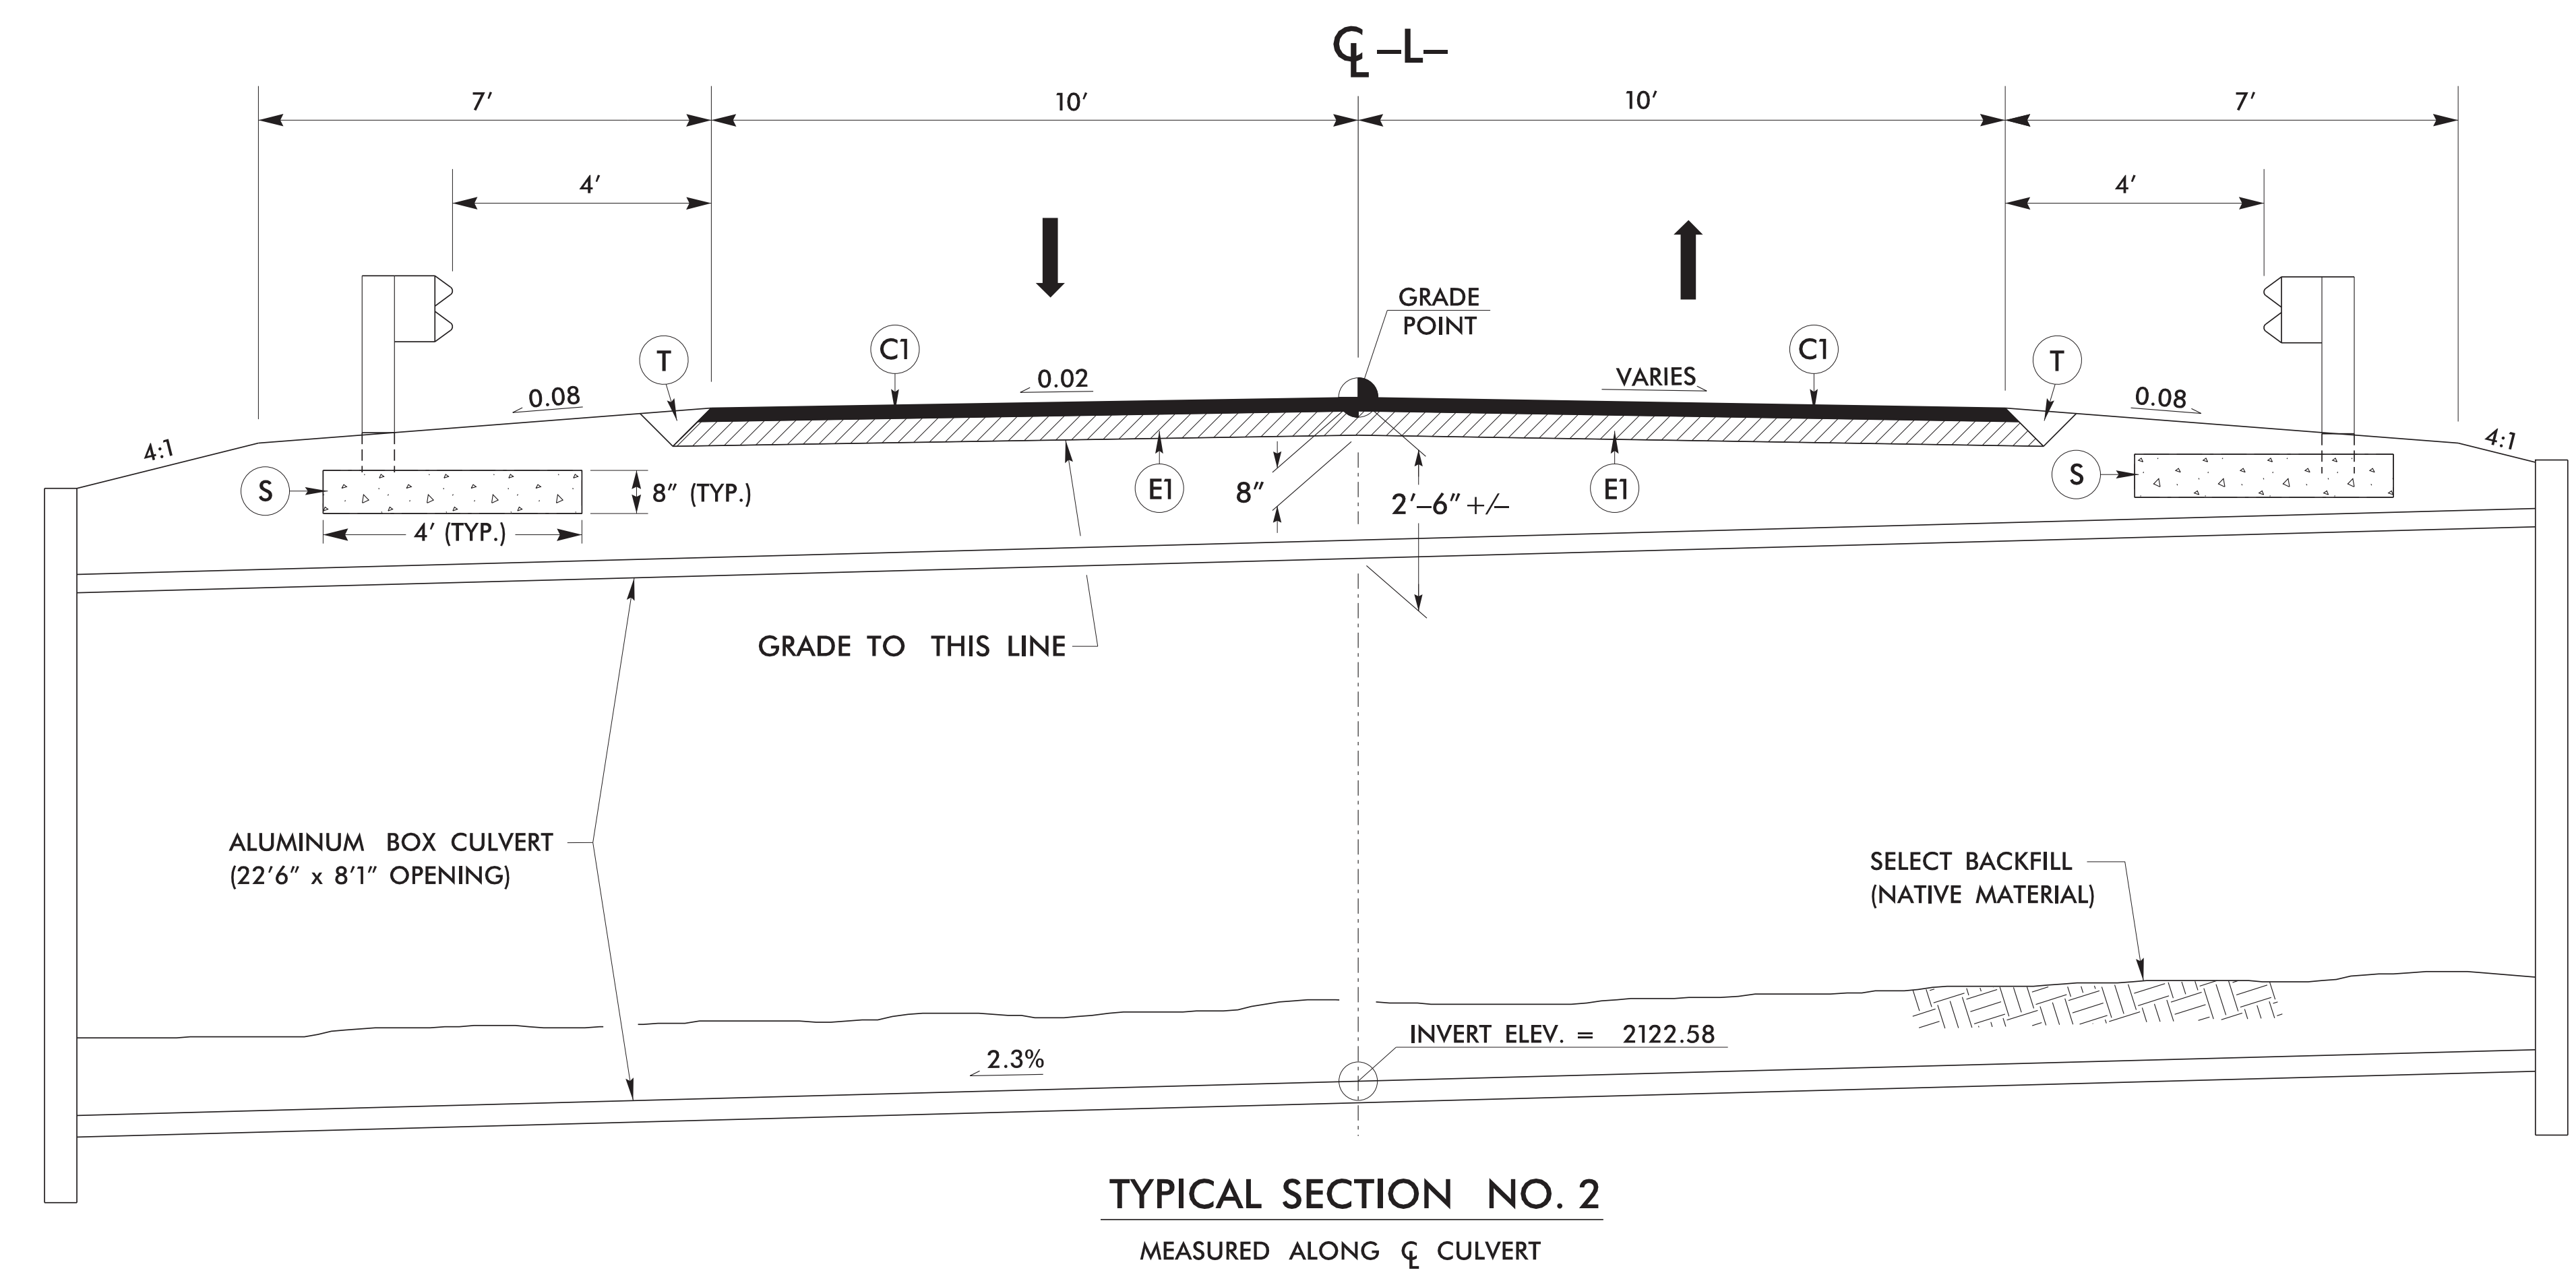 ℄ –L–
7′ 10′ 10′ 7′
4′ 4′
GRADE
POINT
T C1 C1 T
0.08 0.02 VARIES 0.08
4:1 4:1
S 8″ (TYP.) E1 8″ 2′–6″ +/– E1 S
4′ (TYP.)
GRADE TO THIS LINE
ALUMINUM BOX CULVERT
(22′6″ x 8′1″ OPENING)
SELECT BACKFILL
(NATIVE MATERIAL)
INVERT ELEV. = 2122.58
2.3%
TYPICAL SECTION NO. 2
MEASURED ALONG ℄ CULVERT